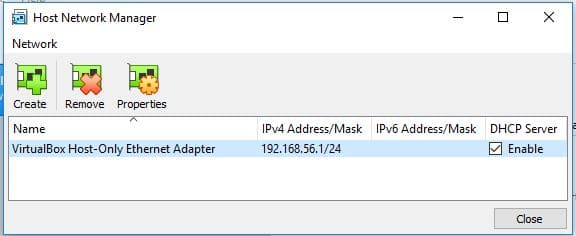 Host Network Manager
Network
Create Remove Properties
Name IPv4 Address/Mask IPv6 Address/Mask DHCP Server
VirtualBox Host-Only Ethernet Adapter 192.168.56.1/24 Enable
Close